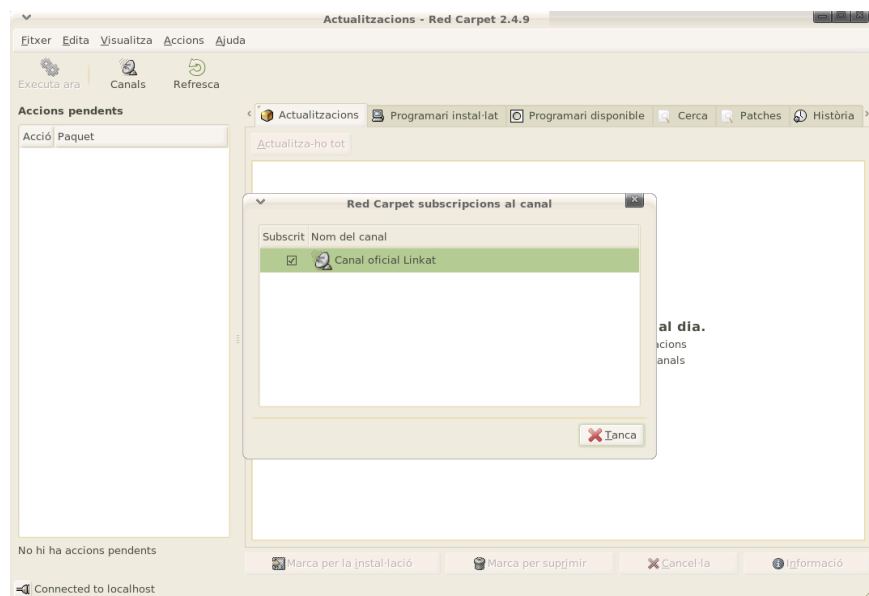 Actualitzacions - Red Carpet 2.4.9
Fitxer Edita Visualitza Accions Ajuda
Executa ara Canals Refresca
Accions pendents
Acció Paquet
Actualitzacions Programari instal·lat Programari disponible Cerca Patches Història
Actualitza-ho tot
Red Carpet subscripcions al canal
Subscrit Nom del canal
Canal oficial Linkat
al dia.
acions
anals
Tanca
No hi ha accions pendents
Marca per la instal·lació Marca per suprimir Cancel·la Informació
Connected to localhost